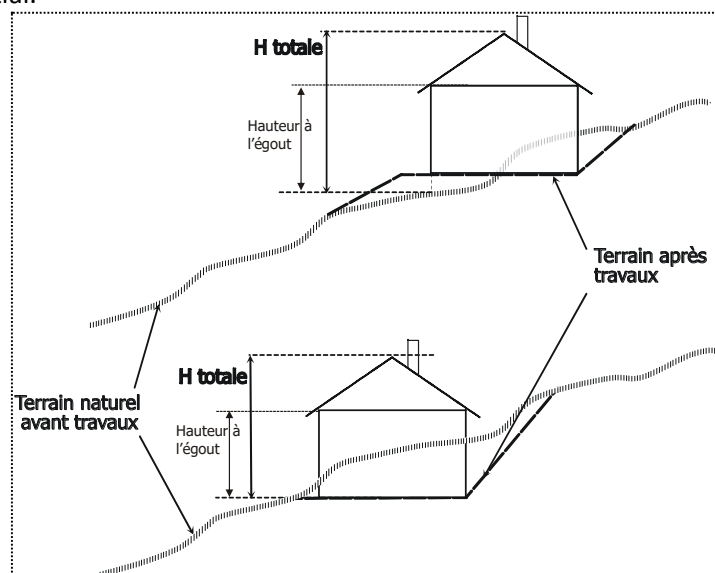 H totale
Hauteur à
l'égout
Terrain après
travaux
H totale
Terrain naturel
avant travaux
Hauteur à
l'égout